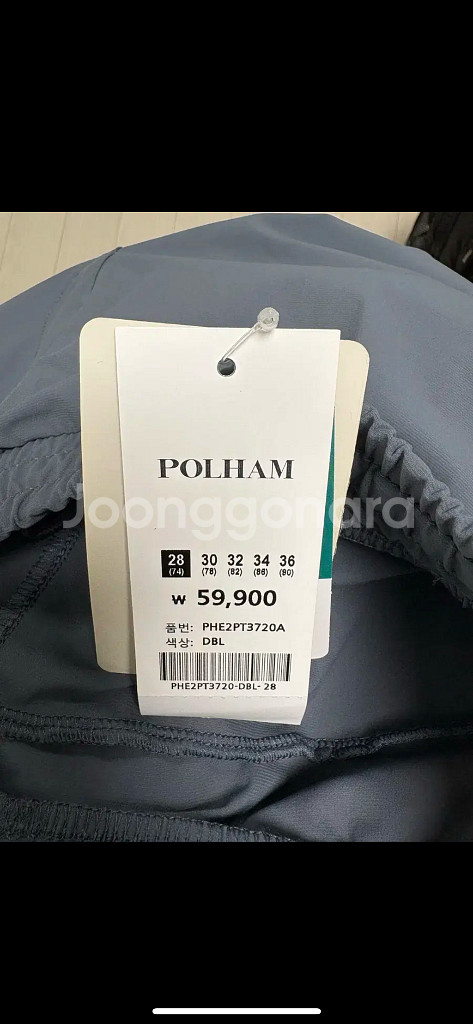 POLHAM
Joonggonara
28 30 32 34 36
(74) (78) (82) (86) (90)
₩ 59,900
품번: PHE2PT3720A
색상: DBL
PHE2PT3720-DBL- 28